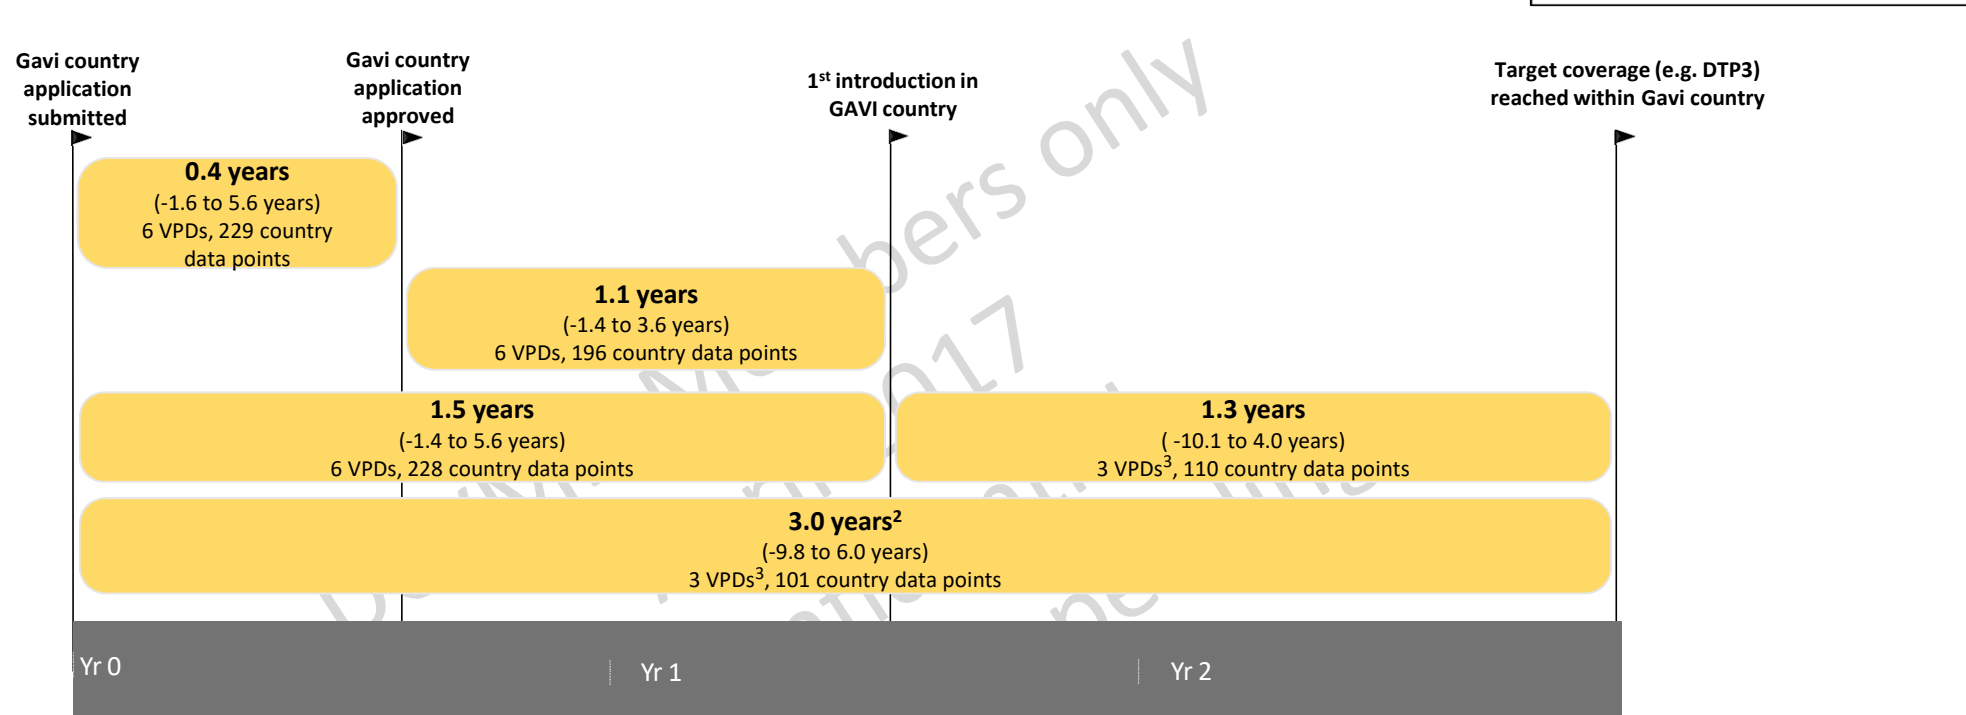 Gavi country
application
submitted
Gavi country
application
approved
1st introduction in
GAVI country
Target coverage (e.g. DTP3)
reached within Gavi country
0.4 years
(-1.6 to 5.6 years)
6 VPDs, 229 country
data points
1.1 years
(-1.4 to 3.6 years)
6 VPDs, 196 country data points
1.5 years
(-1.4 to 5.6 years)
6 VPDs, 228 country data points
1.3 years
( -10.1 to 4.0 years)
3 VPDs3, 110 country data points
3.0 years2
(-9.8 to 6.0 years)
3 VPDs3, 101 country data points
Yr 0
Yr 1
Yr 2
only